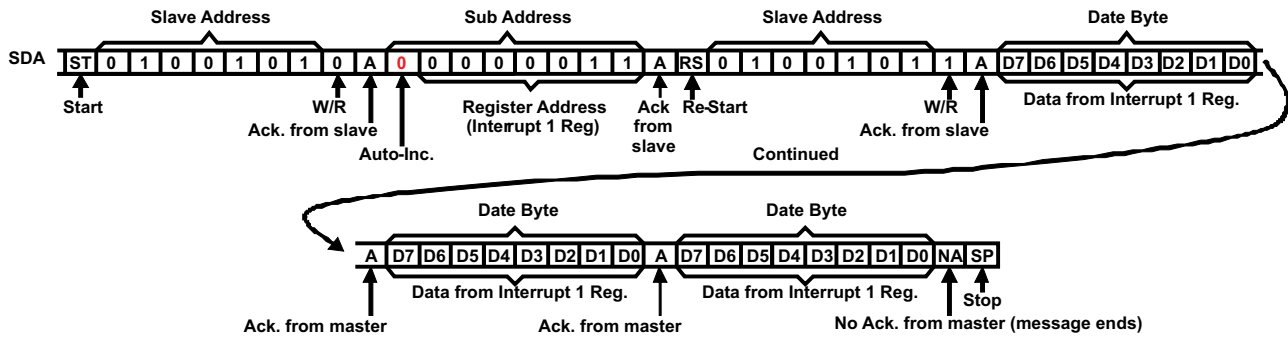 Slave Address Sub Address Slave Address Date Byte
SDA ST 0 1 0 0 1 0 1 0 A 0 0 0 0 0 0 1 1 A RS 0 1 0 0 1 0 1 1 A D7 D6 D5 D4 D3 D2 D1 D0
Start W/R Register Address Ack Re-Start W/R Data from Interrupt 1 Reg.
Ack. from slave (Interrupt 1 Reg) from Ack. from slave
slave
Auto-Inc. Continued
Date Byte Date Byte
A D7 D6 D5 D4 D3 D2 D1 D0 A D7 D6 D5 D4 D3 D2 D1 D0 NA SP
Data from Interrupt 1 Reg. Data from Interrupt 1 Reg. Stop
Ack. from master Ack. from master No Ack. from master (message ends)